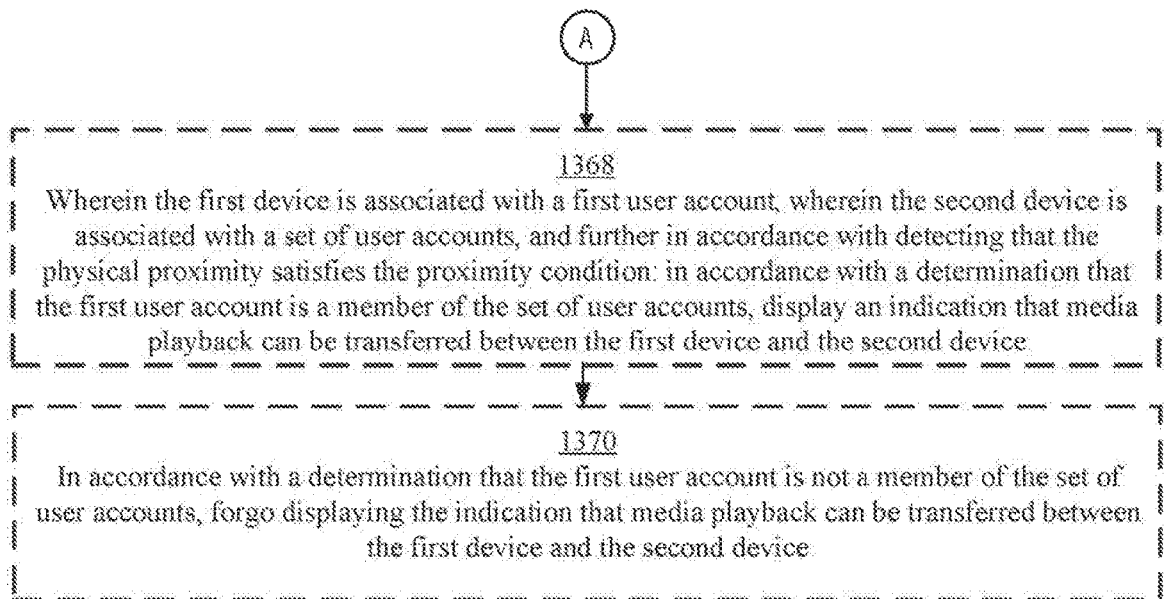 A
1368
Wherein the first device is associated with a first user account, wherein the second device is
associated with a set of user accounts, and further in accordance with detecting that the
physical proximity satisfies the proximity condition: in accordance with a determination that
the first user account is a member of the set of user accounts, display an indication that media
playback can be transferred between the first device and the second device
1370
In accordance with a determination that the first user account is not a member of the set of
user accounts, forgo displaying the indication that media playback can be transferred between
the first device and the second device